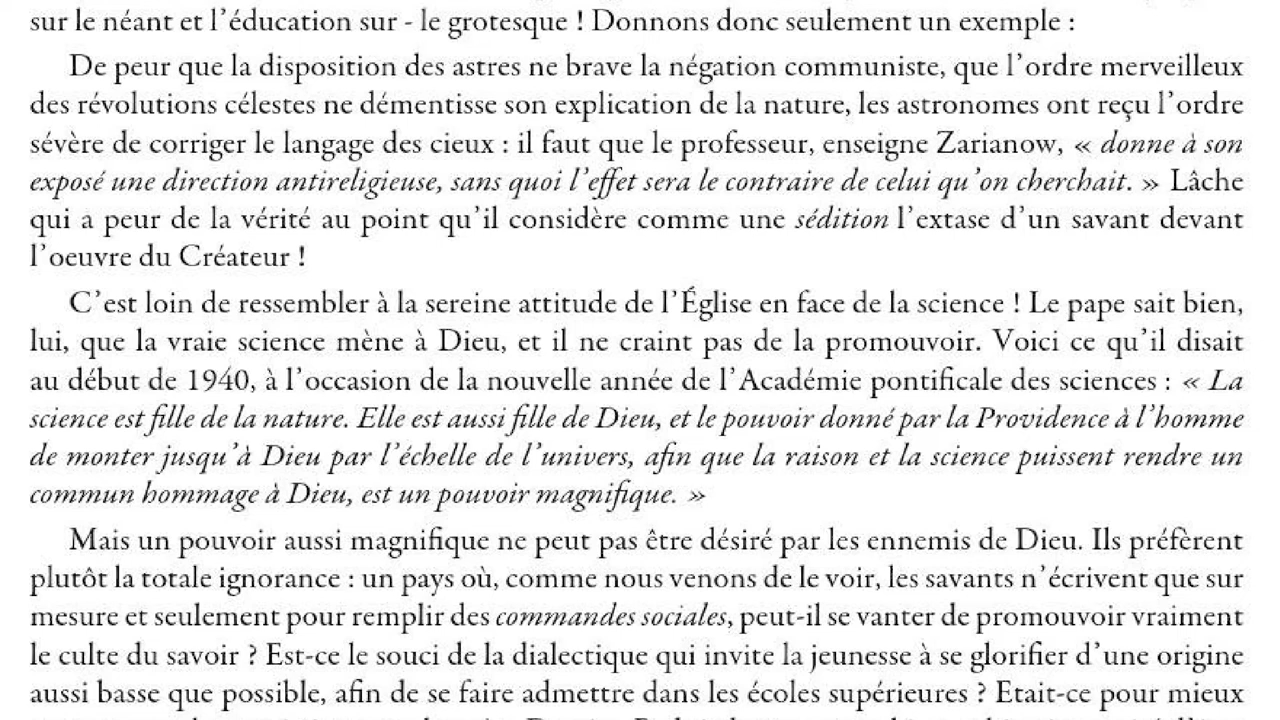 sur le néant et l'éducation sur - le grotesque ! Donnons donc seulement un exemple :
De peur que la disposition des astres ne brave la négation communiste, que l'ordre merveilleux
des révolutions célestes ne démentisse son explication de la nature, les astronomes ont reçu l'ordre
sévère de corriger le langage des cieux : il faut que le professeur, enseigne Zarianow, « donne à son
exposé une direction antireligieuse, sans quoi l'effet sera le contraire de celui qu'on cherchait. » Lâche
qui a peur de la vérité au point qu'il considère comme une sédition l'extase d'un savant devant
l'oeuvre du Créateur !
C'est loin de ressembler à la sereine attitude de l'Église en face de la science ! Le pape sait bien,
lui, que la vraie science mène à Dieu, et il ne craint pas de la promouvoir. Voici ce qu'il disait
au début de 1940, à l'occasion de la nouvelle année de l'Académie pontificale des sciences : « La
science est fille de la nature. Elle est aussi fille de Dieu, et le pouvoir donné par la Providence à l'homme
de monter jusqu'à Dieu par l'échelle de l'univers, afin que la raison et la science puissent rendre un
commun hommage à Dieu, est un pouvoir magnifique. »
Mais un pouvoir aussi magnifique ne peut pas être désiré par les ennemis de Dieu. Ils préfèrent
plutôt la totale ignorance : un pays où, comme nous venons de le voir, les savants n'écrivent que sur
mesure et seulement pour remplir des commandes sociales, peut-il se vanter de promouvoir vraiment
le culte du savoir ? Est-ce le souci de la dialectique qui invite la jeunesse à se glorifier d'une origine
aussi basse que possible, afin de se faire admettre dans les écoles supérieures ? Etait-ce pour mieux